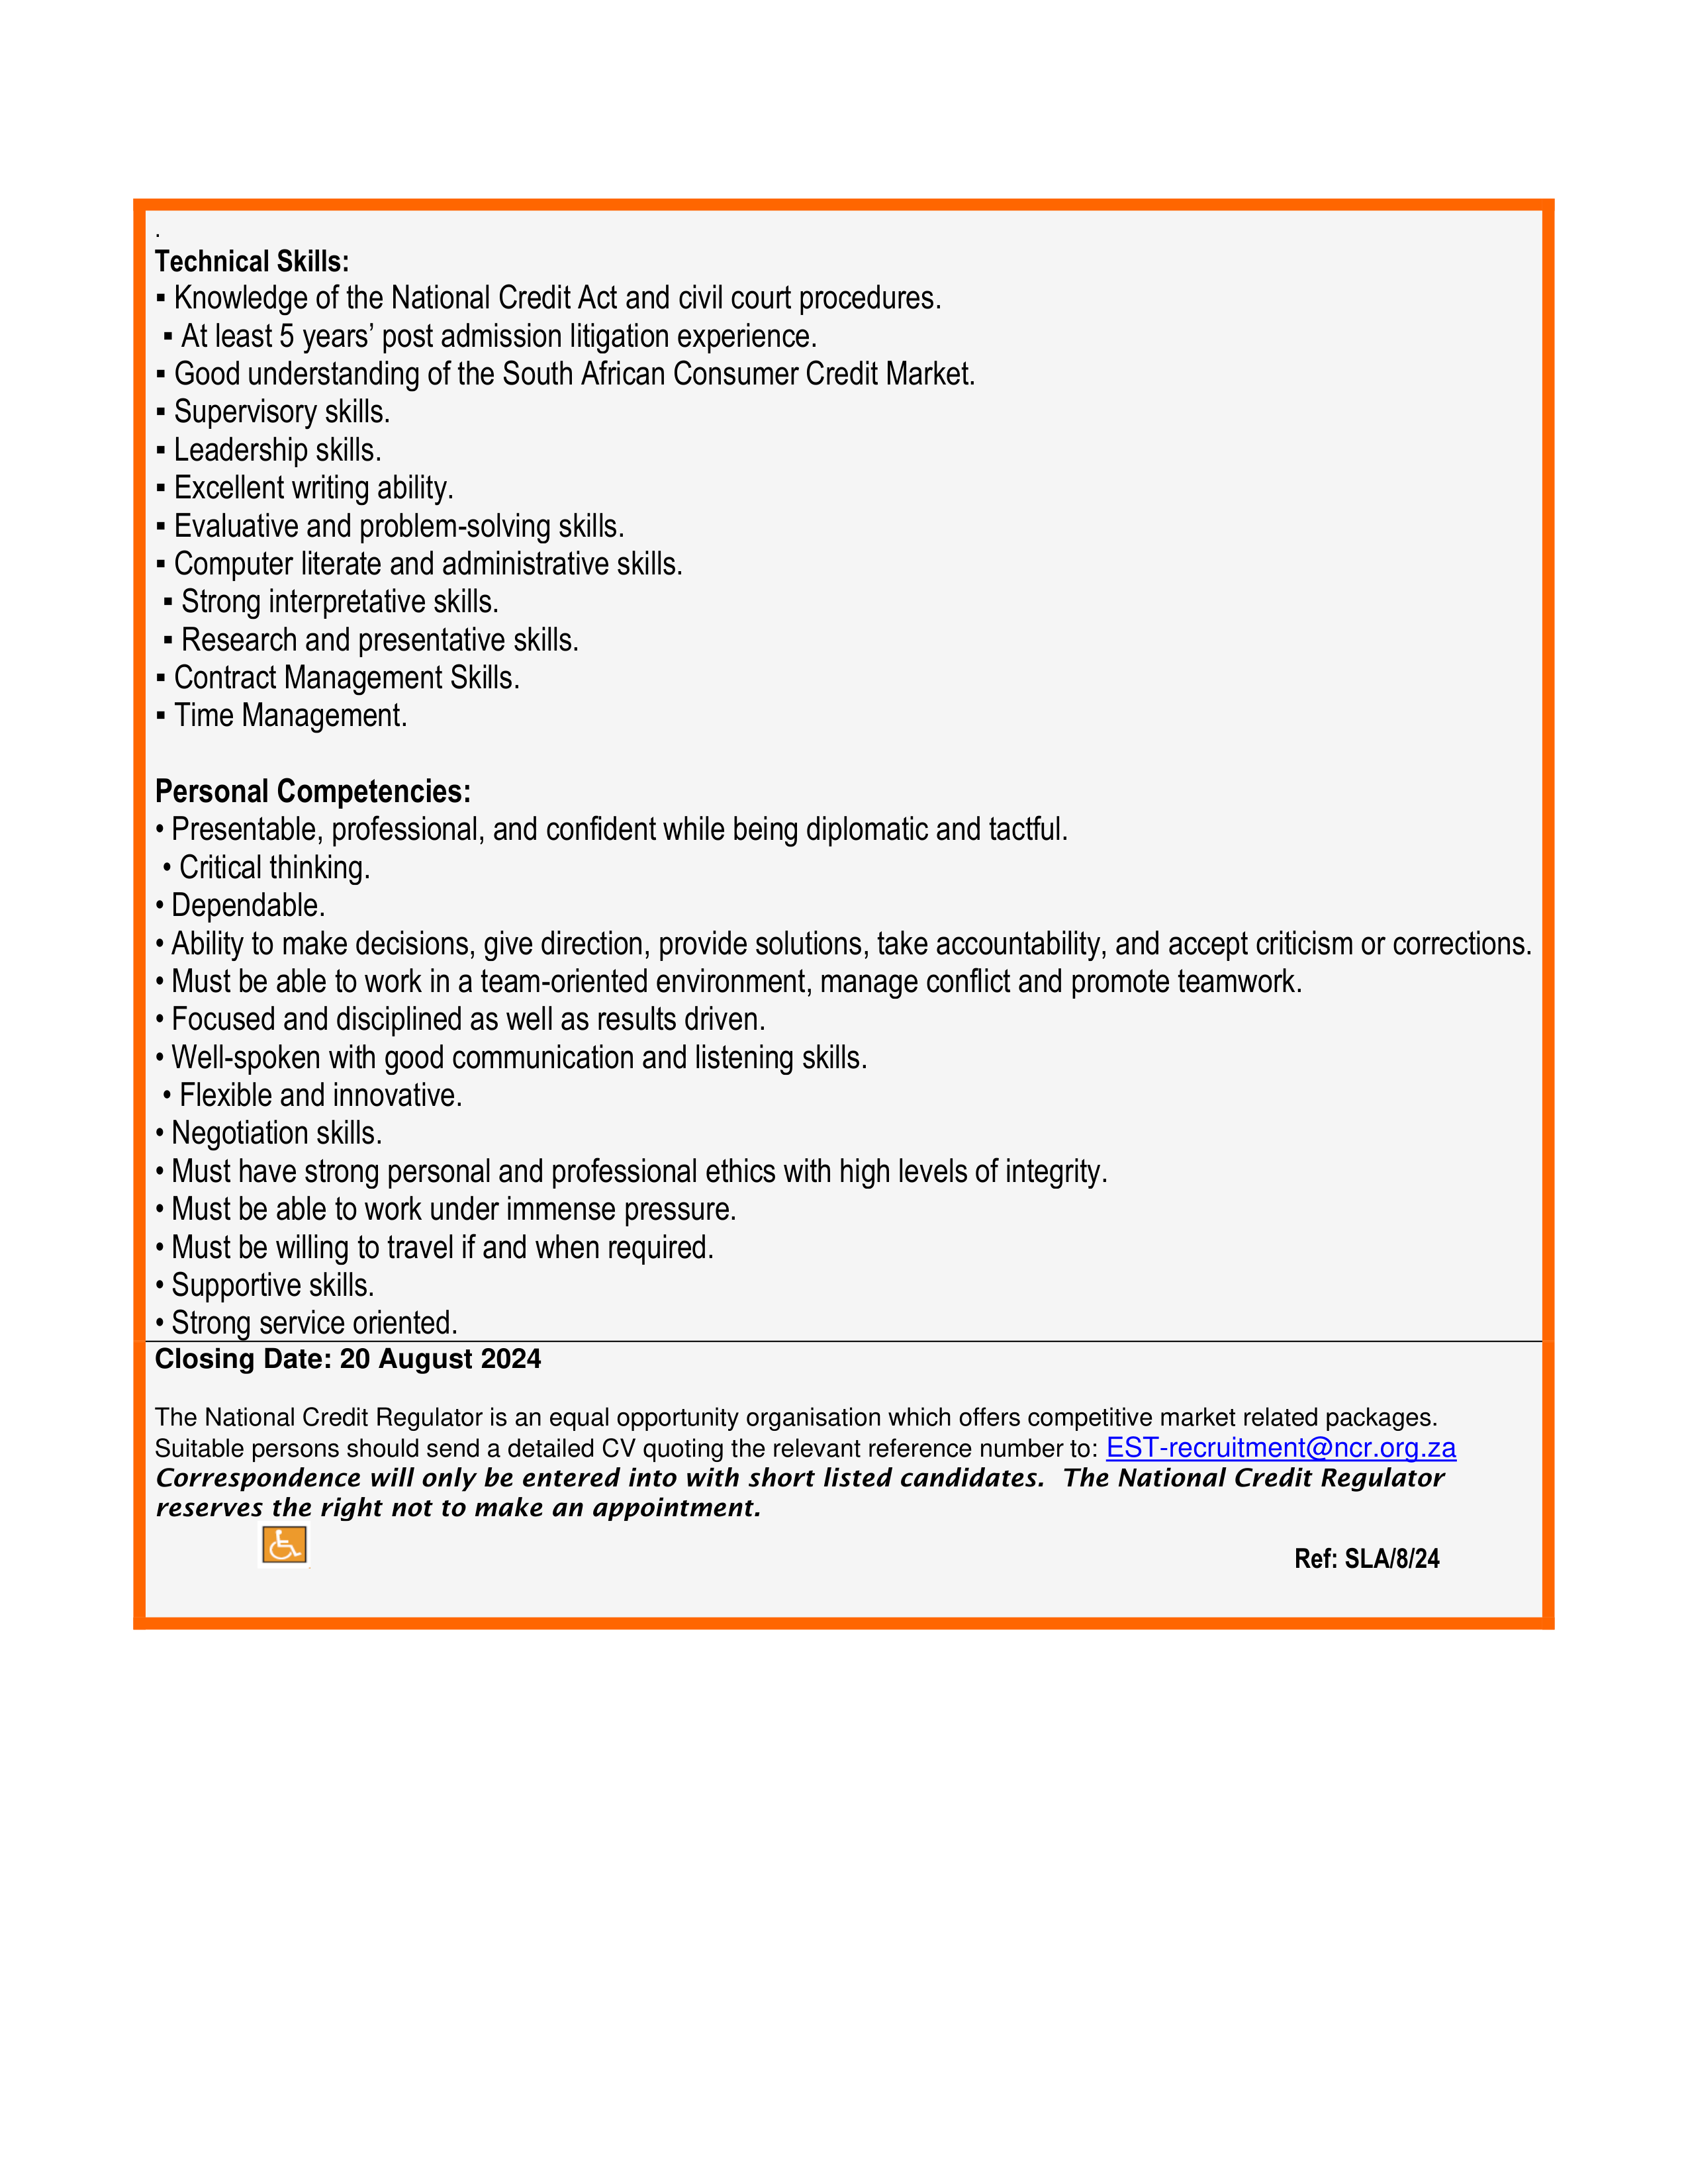 .
Technical Skills:
▪ Knowledge of the National Credit Act and civil court procedures.
▪ At least 5 years’ post admission litigation experience.
▪ Good understanding of the South African Consumer Credit Market.
▪ Supervisory skills.
▪ Leadership skills.
▪ Excellent writing ability.
▪ Evaluative and problem-solving skills.
▪ Computer literate and administrative skills.
▪ Strong interpretative skills.
▪ Research and presentative skills.
▪ Contract Management Skills.
▪ Time Management.
Personal Competencies:
• Presentable, professional, and confident while being diplomatic and tactful.
• Critical thinking.
• Dependable.
• Ability to make decisions, give direction, provide solutions, take accountability, and accept criticism or corrections.
• Must be able to work in a team-oriented environment, manage conflict and promote teamwork.
• Focused and disciplined as well as results driven.
• Well-spoken with good communication and listening skills.
• Flexible and innovative.
• Negotiation skills.
• Must have strong personal and professional ethics with high levels of integrity.
• Must be able to work under immense pressure.
• Must be willing to travel if and when required.
• Supportive skills.
• Strong service oriented.
Closing Date: 20 August 2024
The National Credit Regulator is an equal opportunity organisation which offers competitive market related packages.
Suitable persons should send a detailed CV quoting the relevant reference number to: EST-recruitment@ncr.org.za
Correspondence will only be entered into with short listed candidates.  The National Credit Regulator
reserves the right not to make an appointment.
Ref: SLA/8/24